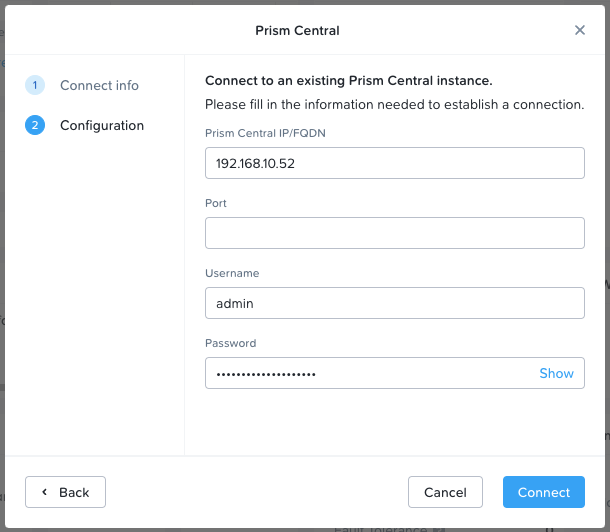 Prism Central
1 Connect info
2 Configuration
Connect to an existing Prism Central instance.
Please fill in the information needed to establish a connection.
Prism Central IP/FQDN
192.168.10.52
Port
Username
admin
Password
•••••••••••••••••••• Show
Back
Cancel
Connect